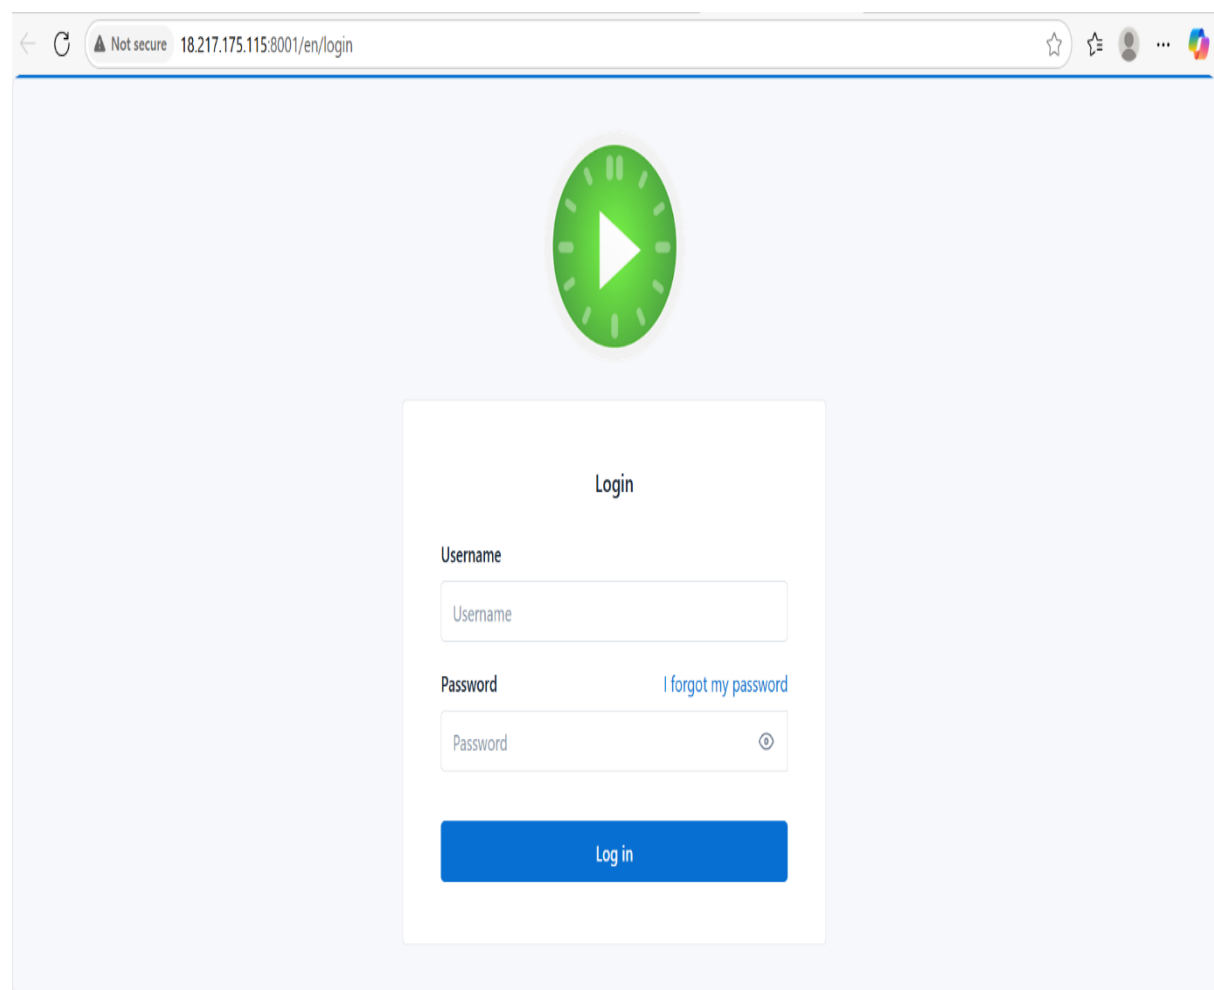 Not secure 18.217.175.115:8001/en/login
Login
Username
Username
Password I forgot my password
Password
Log in